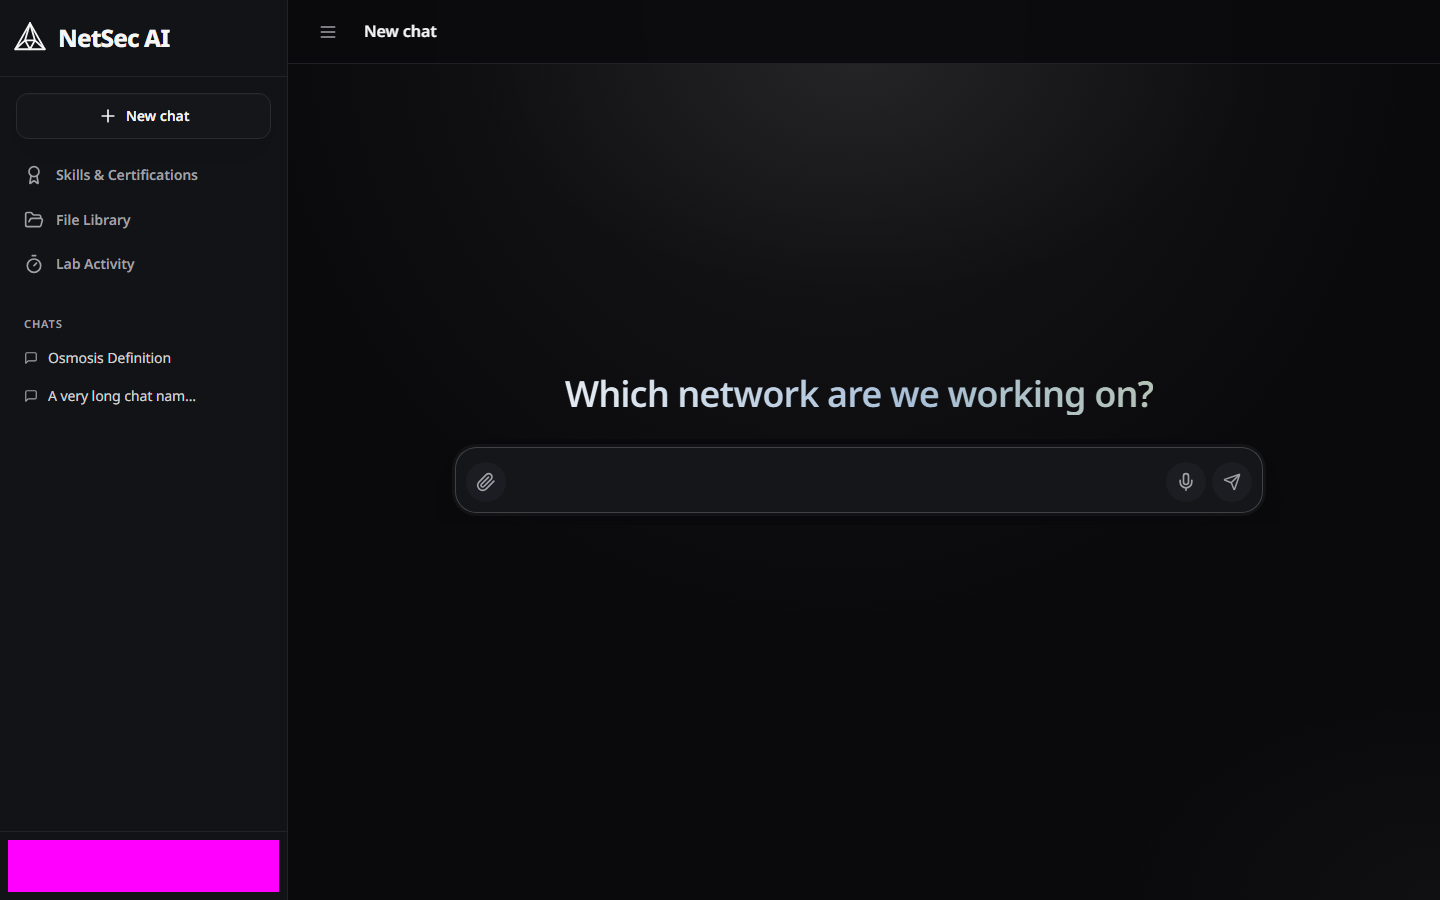 NetSec AI
New chat
New chat
Skills & Certifications
File Library
Lab Activity
CHATS
Osmosis Definition
A very long chat nam...
Which network are we working on?